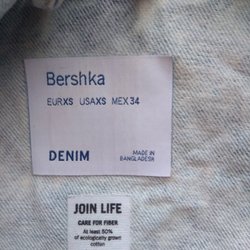 Bershka
EURXS USAXS MEX34
DENIM
MADE IN
BANGLADESH
JOIN LIFE
CARE FOR FIBER
At least 50%
of ecologically grown
cotton